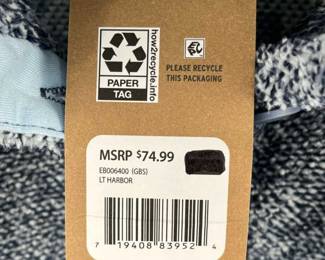 how2recycle.info
PAPER
TAG
PLEASE RECYCLE
THIS PACKAGING
MSRP $74.99
EB006400 (GBS)
LT HARBOR
7 19408 83952 4